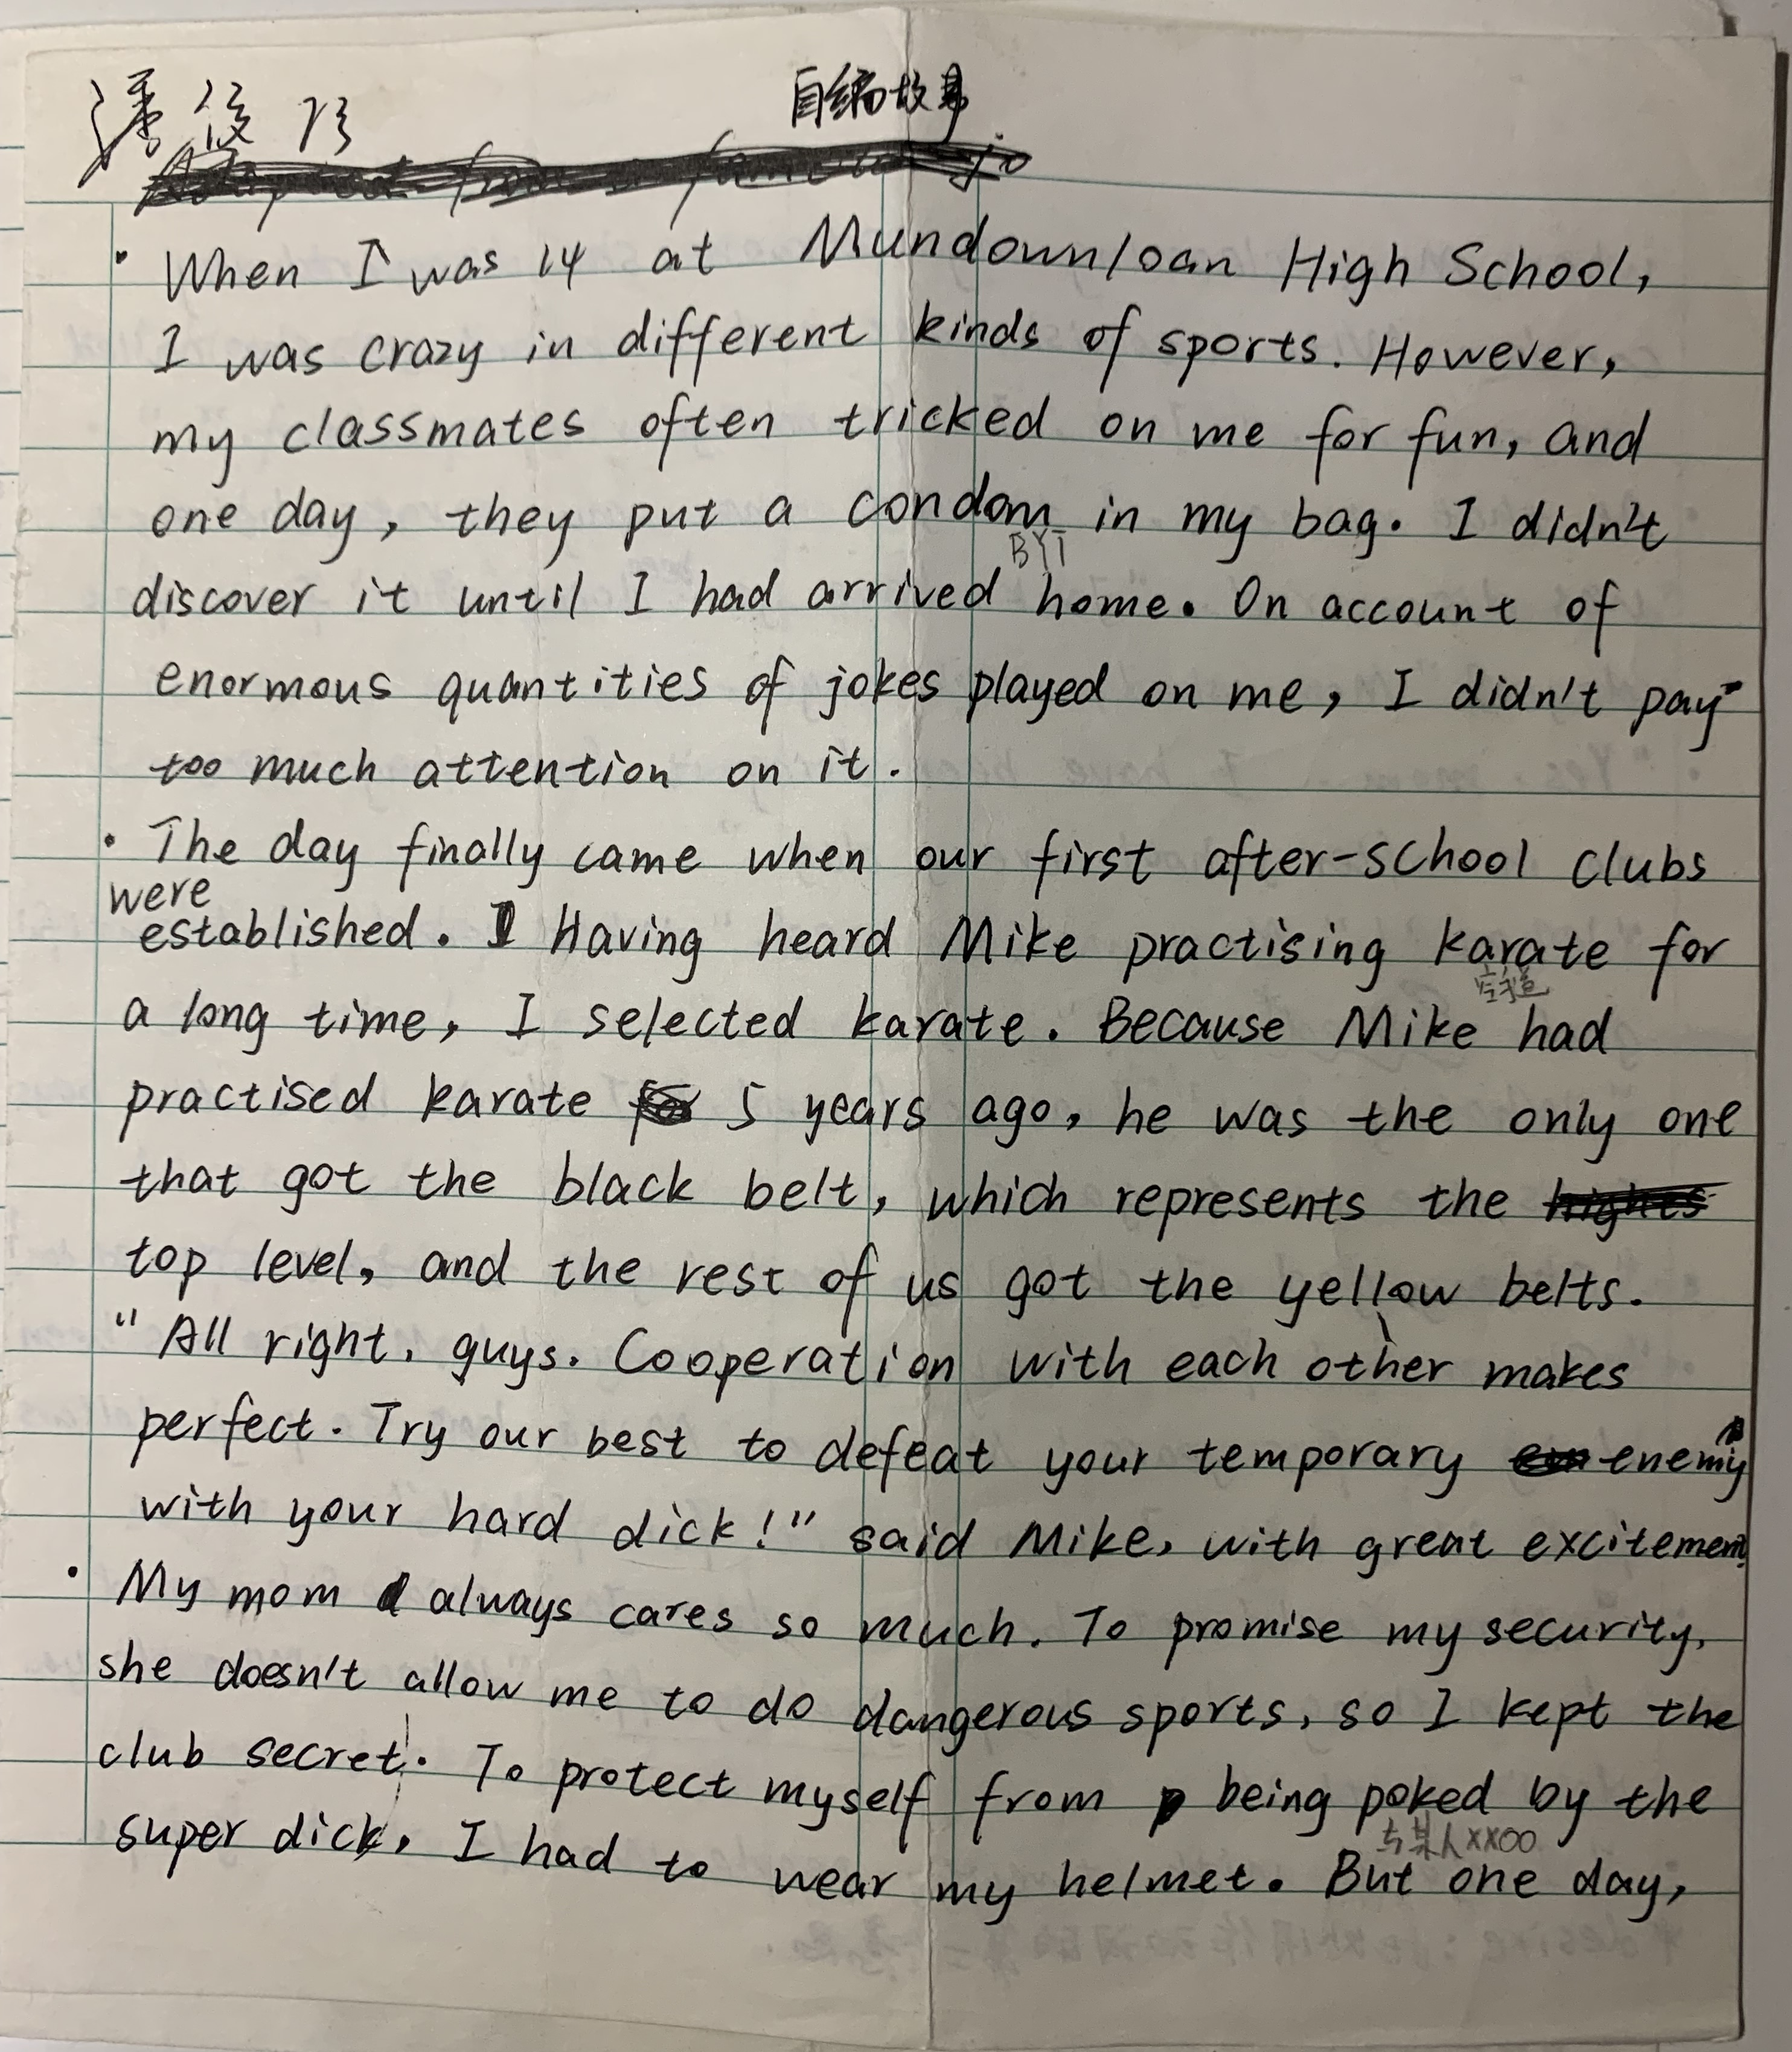 自编故事
When I was 14 at Mundownloan High School,
I was crazy in different kinds of sports. However,
my classmates often tricked on me for fun, and
one day, they put a condom in my bag. I didn't
BYT
discover it until I had arrived home. On account of
enormous quantities of jokes played on me, I didn't pay
too much attention on it.
The day finally came when our first after-school clubs
were
established. Having heard Mike practising karate for
空手道
a long time, I selected karate. Because Mike had
practised karate 5 years ago, he was the only one
that got the black belt, which represents the
top level, and the rest of us got the yellow belts.
"All right, guys. Cooperation with each other makes
perfect. Try our best to defeat your temporary enemy
with your hard dick!" said Mike, with great excitement.
My mom always cares so much. To promise my security,
she doesn't allow me to do dangerous sports, so I kept the
club secret. To protect myself from being poked by the
与某人XXOO
super dick, I had to wear my helmet. But one day,